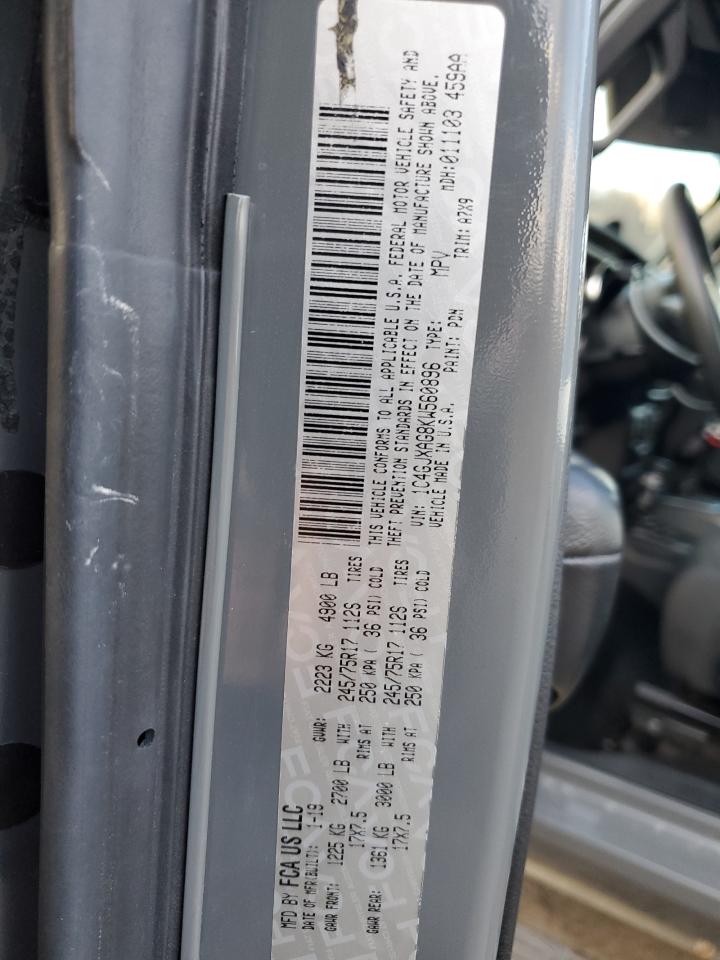 MFD BY FCA US LLC
DATE OF MFR(BUILT): 1-19 GVWR: 2223 KG 4900 LB
GAWR FRONT: 1225 KG 2700 LB WITH 245/75R17 112S TIRES
17X7.5 RIMS AT 250 KPA ( 36 PSI) COLD
GAWR REAR: 1361 KG 3000 LB WITH 245/75R17 112S TIRES
17X7.5 RIMS AT 250 KPA ( 36 PSI) COLD
THIS VEHICLE CONFORMS TO ALL APPLICABLE U.S.A. FEDERAL MOTOR VEHICLE SAFETY AND
THEFT PREVENTION STANDARDS IN EFFECT ON THE DATE OF MANUFACTURE SHOWN ABOVE.
VIN: 1C4GJXAG8KW560896 TYPE: MPV MDH:011103 459AA
VEHICLE MADE IN U.S.A. PAINT: PDN TRIM: A7X9